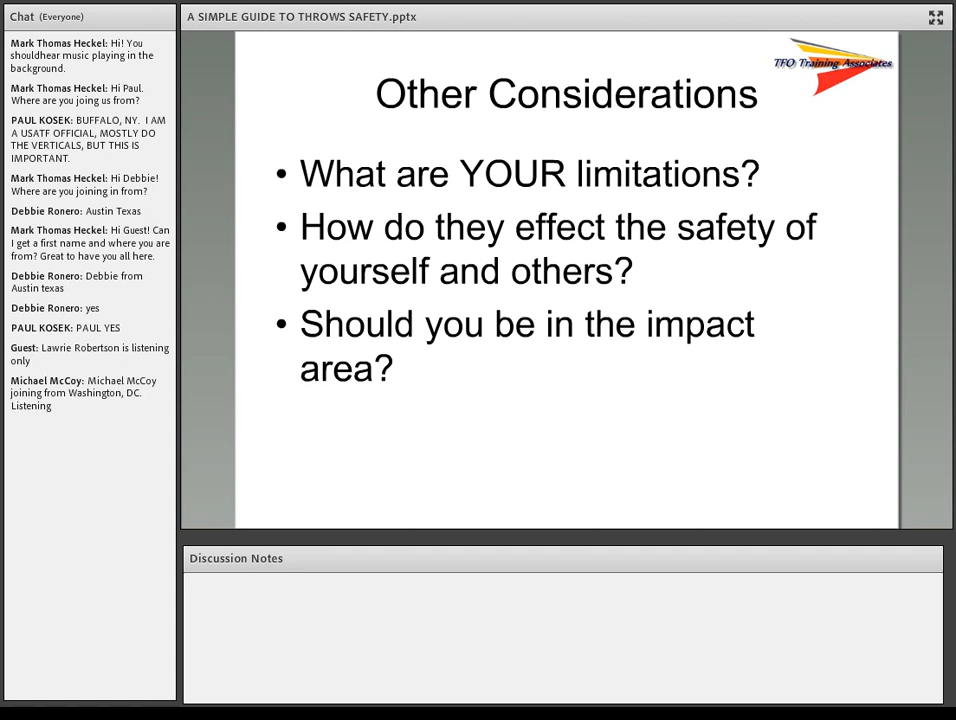 Chat (Everyone)
Mark Thomas Heckel: Hi! You
shouldhear music playing in the
background.
Mark Thomas Heckel: Hi Paul.
Where are you joing us from?
PAUL KOSEK: BUFFALO, NY. I AM
A USATF OFFICIAL, MOSTLY DO
THE VERTICALS, BUT THIS IS
IMPORTANT.
Mark Thomas Heckel: Hi Debbie!
Where are you joining in from?
Debbie Ronero: Austin Texas
Mark Thomas Heckel: Hi Guest! Can
I get a first name and where you are
from? Great to have you all here.
Debbie Ronero: Debbie from
Austin texas
Debbie Ronero: yes
PAUL KOSEK: PAUL YES
Guest: Lawrie Robertson is listening
only
Michael McCoy: Michael McCoy
joining from Washington, DC.
Listening
A SIMPLE GUIDE TO THROWS SAFETY.pptx
TFO Training Associates
Other Considerations
• What are YOUR limitations?
• How do they effect the safety of
yourself and others?
• Should you be in the impact
area?
Discussion Notes